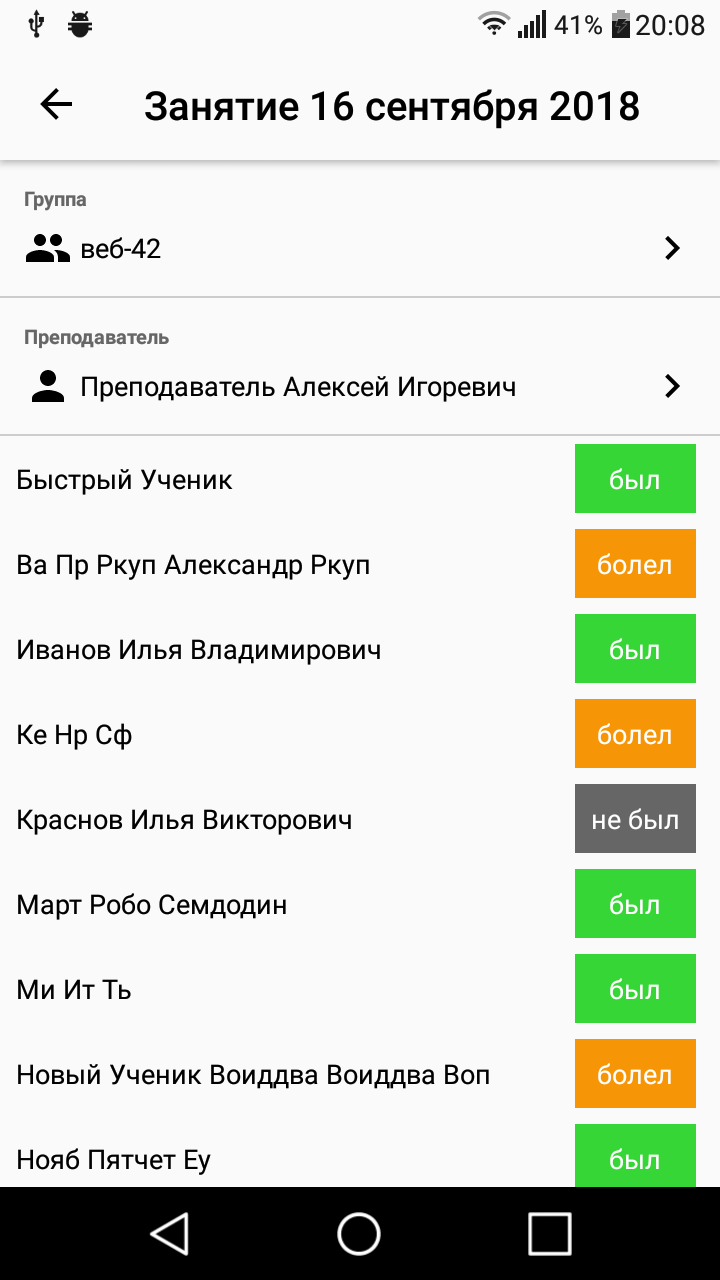 41% 20:08
Занятие 16 сентября 2018
Группа
веб-42
Преподаватель
Преподаватель Алексей Игоревич
Быстрый Ученик был
Ва Пр Ркуп Александр Ркуп болел
Иванов Илья Владимирович был
Ке Нр Сф болел
Краснов Илья Викторович не был
Март Робо Семдодин был
Ми Ит Ть был
Новый Ученик Воиддва Воиддва Воп болел
Нояб Пятчет Еу был